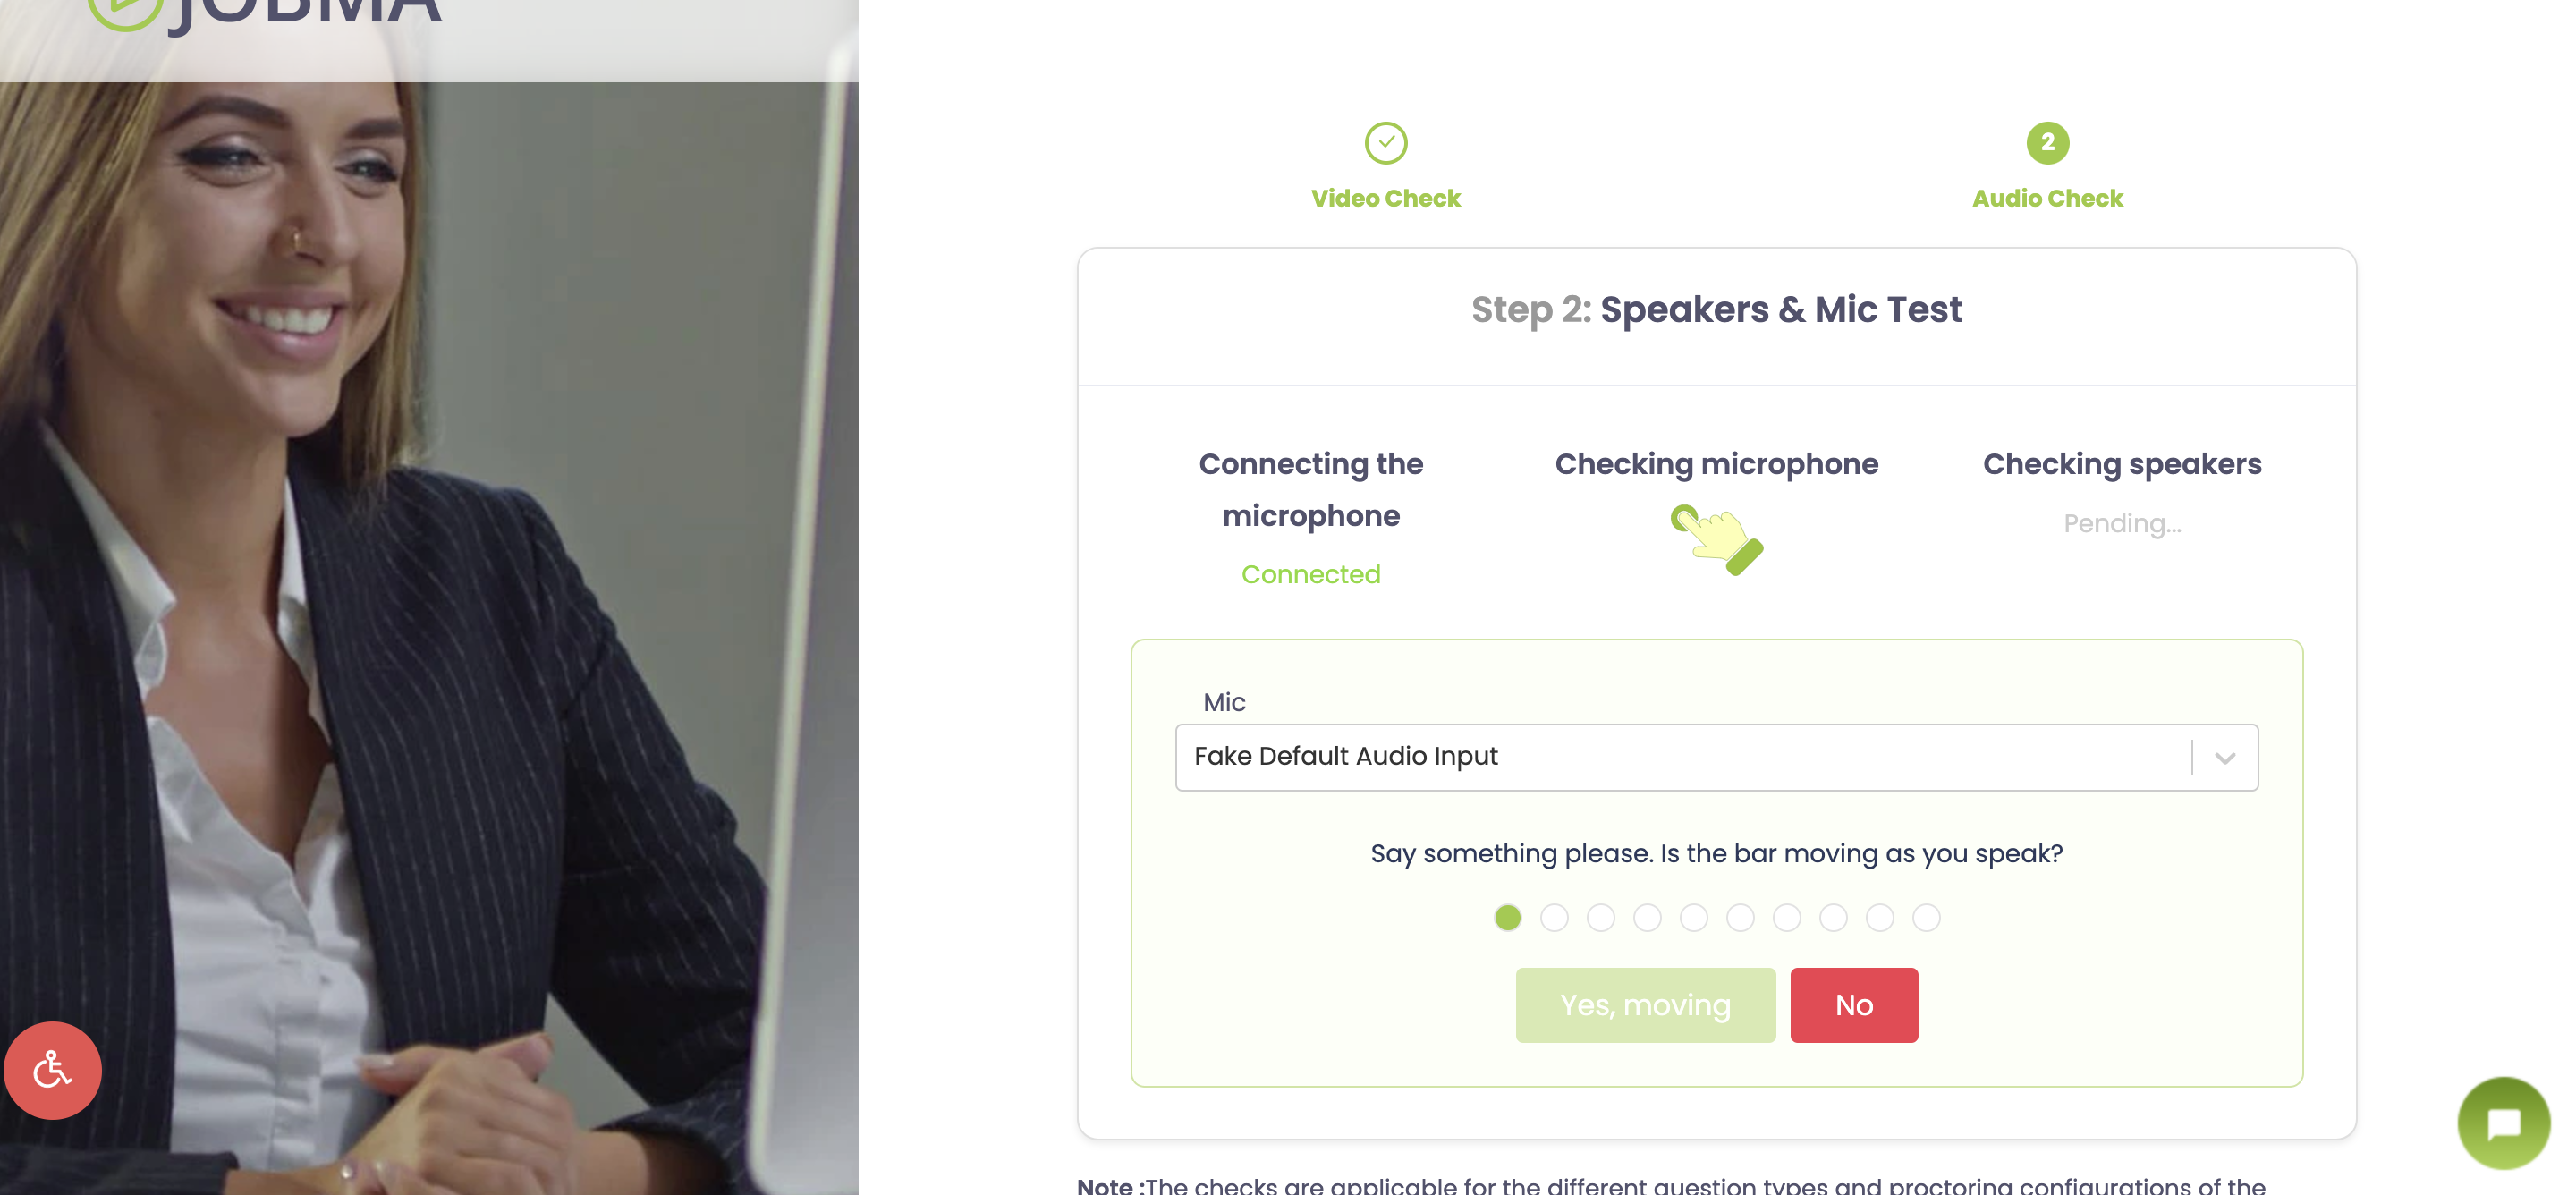 JOBMA
2
Video Check
Audio Check
Step 2: Speakers & Mic Test
Connecting the
microphone
Connected
Checking microphone
Checking speakers
Pending...
Mic
Fake Default Audio Input
Say something please. Is the bar moving as you speak?
Yes, moving
No
Note :The checks are applicable for the different question types and proctoring configurations of the